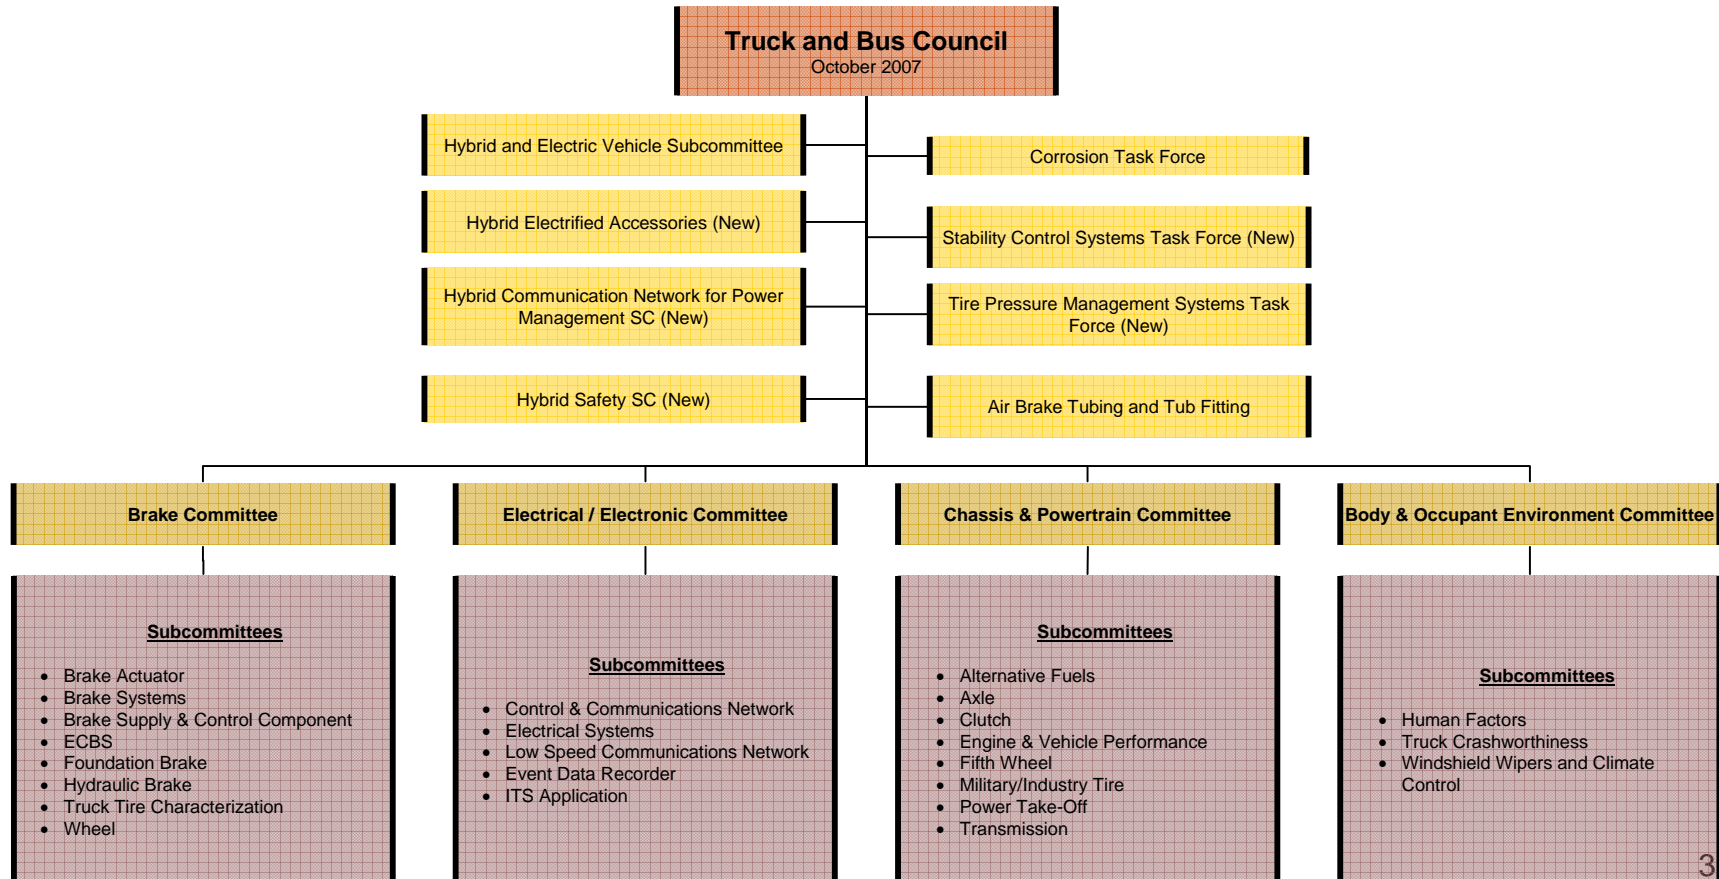 Truck and Bus Council
October 2007
Hybrid and Electric Vehicle Subcommittee
Corrosion Task Force
Hybrid Electrified Accessories (New)
Stability Control Systems Task Force (New)
Hybrid Communication Network for Power
Management SC (New)
Tire Pressure Management Systems Task
Force (New)
Hybrid Safety SC (New)
Air Brake Tubing and Tub Fitting
Brake Committee
Electrical / Electronic Committee
Chassis & Powertrain Committee
Body & Occupant Environment Committee
Subcommittees
• Brake Actuator
• Brake Systems
• Brake Supply & Control Component
• ECBS
• Foundation Brake
• Hydraulic Brake
• Truck Tire Characterization
• Wheel
Subcommittees
• Control & Communications Network
• Electrical Systems
• Low Speed Communications Network
• Event Data Recorder
• ITS Application
Subcommittees
• Alternative Fuels
• Axle
• Clutch
• Engine & Vehicle Performance
• Fifth Wheel
• Military/Industry Tire
• Power Take-Off
• Transmission
Subcommittees
• Human Factors
• Truck Crashworthiness
• Windshield Wipers and Climate
Control
3